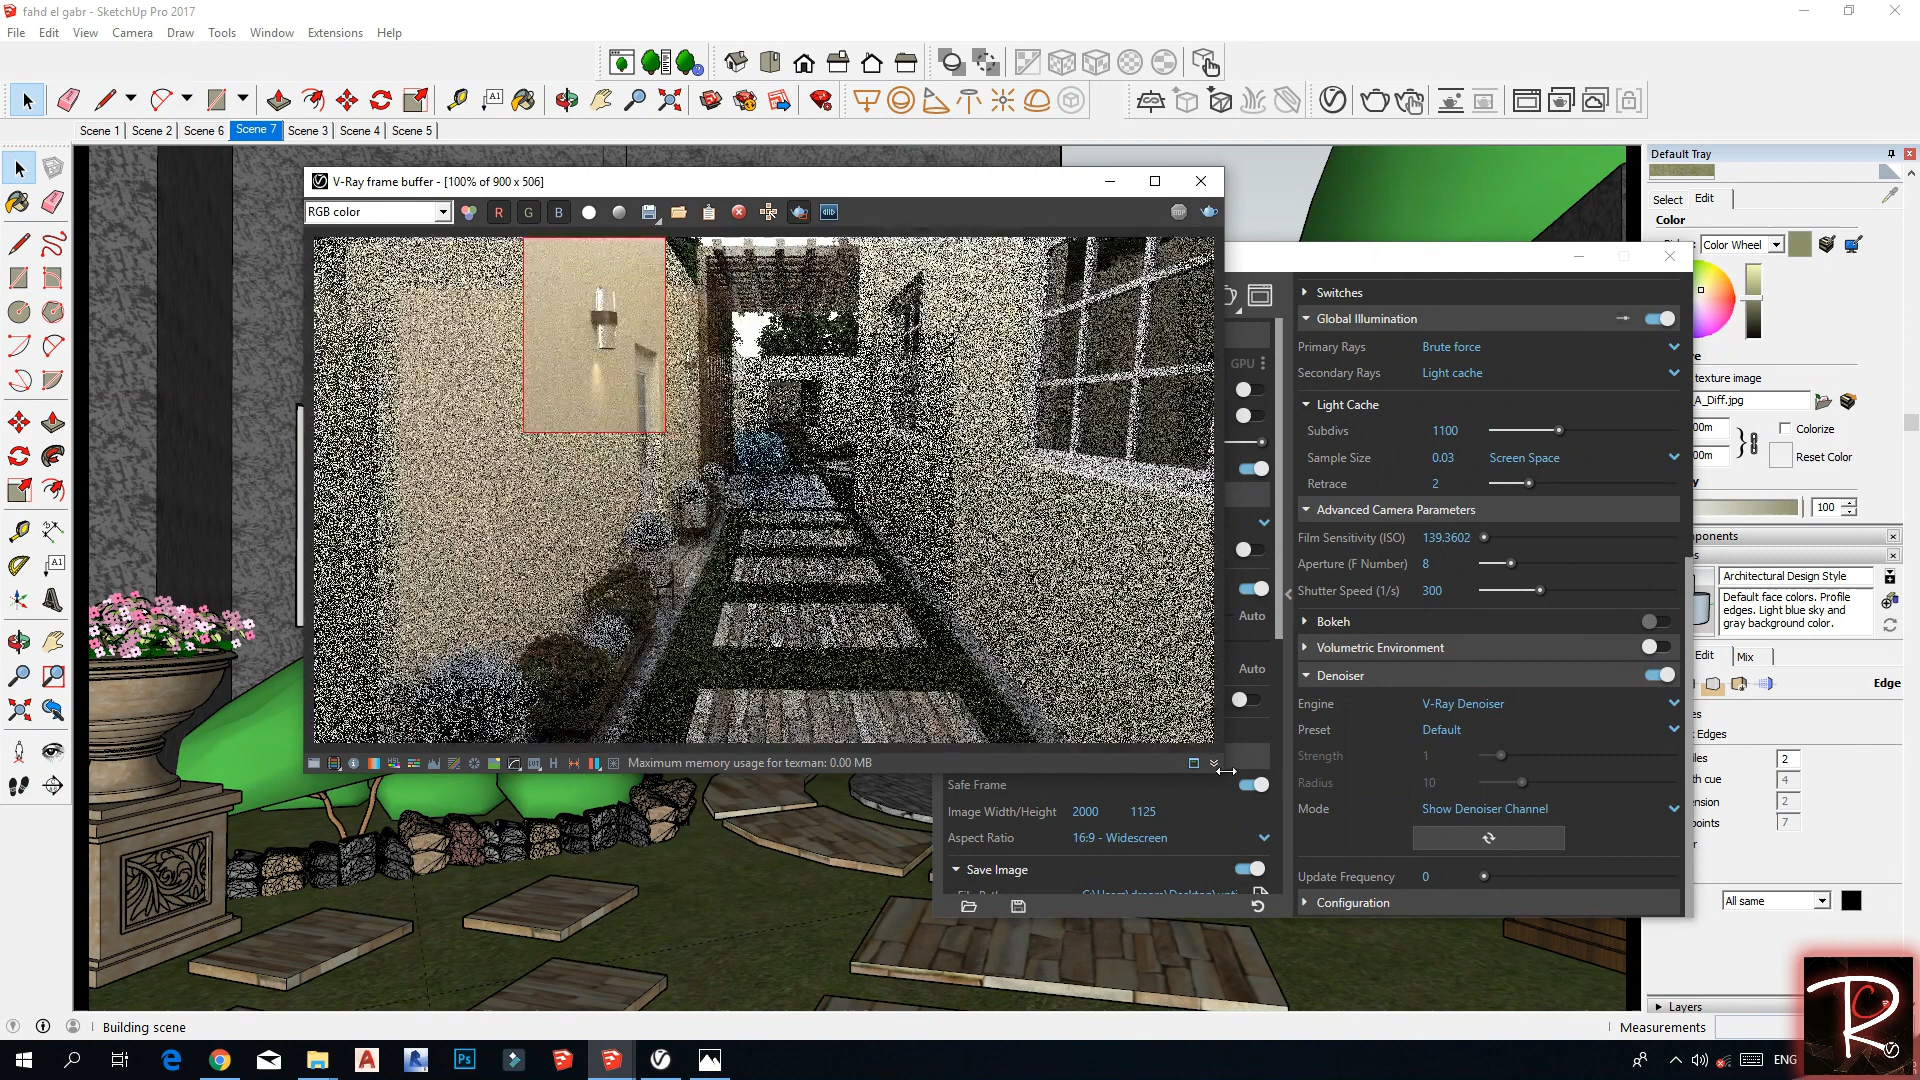 fahd el gabr - SketchUp Pro 2017
File Edit View Camera Draw Tools Window Extensions Help
Scene 1 Scene 2 Scene 6 Scene 7 Scene 3 Scene 4 Scene 5
V-Ray frame buffer - [100% of 900 x 506]
RGB color
R G B
STOP
Maximum memory usage for texman: 0.00 MB
GPU
Auto
Auto
Safe Frame
Image Width/Height 2000 1125
Aspect Ratio 16:9 - Widescreen
Save Image
Switches
Global Illumination
Primary Rays Brute force
Secondary Rays Light cache
Light Cache
Subdivs 1100
Sample Size 0.03 Screen Space
Retrace 2
Advanced Camera Parameters
Film Sensitivity (ISO) 139.3602
Aperture (F Number) 8
Shutter Speed (1/s) 300
Bokeh
Volumetric Environment
Denoiser
Engine V-Ray Denoiser
Preset Default
Strength 1
Radius 10
Mode Show Denoiser Channel
Update Frequency 0
Configuration
Default Tray
Select Edit
Color
Color Wheel
texture image
A_Diff.jpg
00m Colorize
00m Reset Color
100
Architectural Design Style
Default face colors. Profile
edges. Light blue sky and
gray background color.
Edit Mix
Edge
2
4
2
7
All same
Layers
Measurements
Building scene
ENG